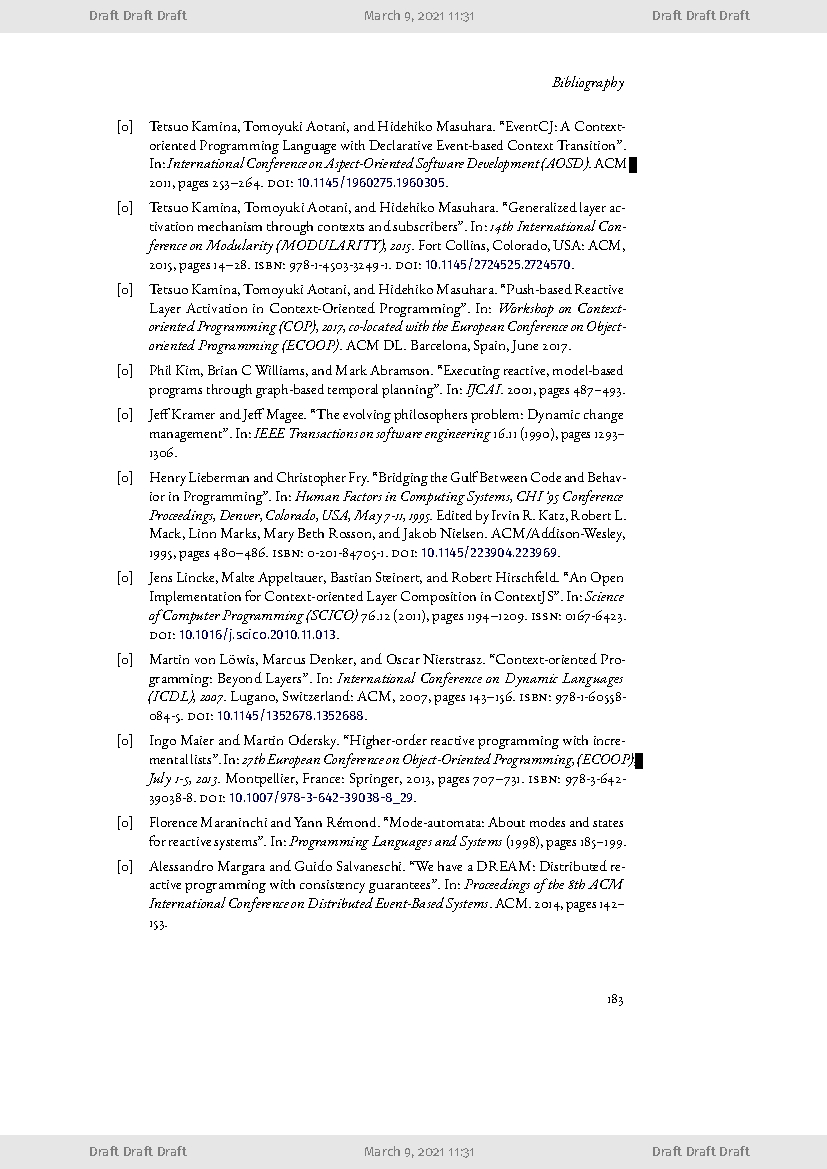 Draft Draft Draft March 9, 2021 11:31 Draft Draft Draft
Bibliography
[0] Tetsuo Kamina, Tomoyuki Aotani, and Hidehiko Masuhara. “EventCJ: A Context-
oriented Programming Language with Declarative Event-based Context Transition”.
In: International Conference on Aspect-Oriented Software Development (AOSD). ACM
2011, pages 253–264. DOI: 10.1145/1960275.1960305.
[0] Tetsuo Kamina, Tomoyuki Aotani, and Hidehiko Masuhara. “Generalized layer ac-
tivation mechanism through contexts and subscribers”. In: 14th International Con-
ference on Modularity (MODULARITY), 2015. Fort Collins, Colorado, USA: ACM,
2015, pages 14–28. ISBN: 978-1-4503-3249-1. DOI: 10.1145/2724525.2724570.
[0] Tetsuo Kamina, Tomoyuki Aotani, and Hidehiko Masuhara. “Push-based Reactive
Layer Activation in Context-Oriented Programming”. In: Workshop on Context-
oriented Programming (COP), 2017, co-located with the European Conference on Object-
oriented Programming (ECOOP). ACM DL. Barcelona, Spain, June 2017.
[0] Phil Kim, Brian C Williams, and Mark Abramson. “Executing reactive, model-based
programs through graph-based temporal planning”. In: IJCAI. 2001, pages 487–493.
[0] Jeff Kramer and Jeff Magee. “The evolving philosophers problem: Dynamic change
management”. In: IEEE Transactions on software engineering 16.11 (1990), pages 1293–
1306.
[0] Henry Lieberman and Christopher Fry. “Bridging the Gulf Between Code and Behav-
ior in Programming”. In: Human Factors in Computing Systems, CHI ’95 Conference
Proceedings, Denver, Colorado, USA, May 7-11, 1995. Edited by Irvin R. Katz, Robert L.
Mack, Linn Marks, Mary Beth Rosson, and Jakob Nielsen. ACM/Addison-Wesley,
1995, pages 480–486. ISBN: 0-201-84705-1. DOI: 10.1145/223904.223969.
[0] Jens Lincke, Malte Appeltauer, Bastian Steinert, and Robert Hirschfeld. “An Open
Implementation for Context-oriented Layer Composition in ContextJS”. In: Science
of Computer Programming (SCICO) 76.12 (2011), pages 1194–1209. ISSN: 0167-6423.
DOI: 10.1016/j.scico.2010.11.013.
[0] Martin von Löwis, Marcus Denker, and Oscar Nierstrasz. “Context-oriented Pro-
gramming: Beyond Layers”. In: International Conference on Dynamic Languages
(ICDL), 2007. Lugano, Switzerland: ACM, 2007, pages 143–156. ISBN: 978-1-60558-
084-5. DOI: 10.1145/1352678.1352688.
[0] Ingo Maier and Martin Odersky. “Higher-order reactive programming with incre-
mental lists”. In: 27th European Conference on Object-Oriented Programming, (ECOOP),
July 1-5, 2013. Montpellier, France: Springer, 2013, pages 707–731. ISBN: 978-3-642-
39038-8. DOI: 10.1007/978-3-642-39038-8_29.
[0] Florence Maraninchi and Yann Rémond. “Mode-automata: About modes and states
for reactive systems”. In: Programming Languages and Systems (1998), pages 185–199.
[0] Alessandro Margara and Guido Salvaneschi. “We have a DREAM: Distributed re-
active programming with consistency guarantees”. In: Proceedings of the 8th ACM
International Conference on Distributed Event-Based Systems. ACM. 2014, pages 142–
153.
183
Draft Draft Draft March 9, 2021 11:31 Draft Draft Draft